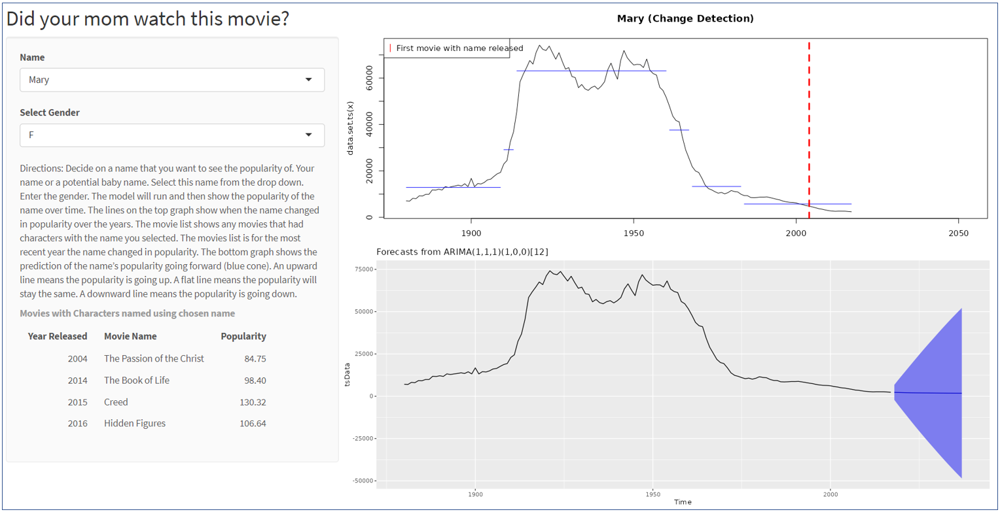 Did your mom watch this movie?
Name
Mary
Select Gender
F
Directions: Decide on a name that you want to see the popularity of. Your
name or a potential baby name. Select this name from the drop down.
Enter the gender. The model will run and then show the popularity of the
name over time. The lines on the top graph show when the name changed
in popularity over the years. The movie list shows any movies that had
characters with the name you selected. The movies list is for the most
recent year the name changed in popularity. The bottom graph shows the
prediction of the name's popularity going forward (blue cone). An upward
line means the popularity is going up. A flat line means the popularity will
stay the same. A downward line means the popularity is going down.
Movies with Characters named using chosen name
Year Released Movie Name Popularity
2004 The Passion of the Christ 84.75
2014 The Book of Life 98.40
2015 Creed 130.32
2016 Hidden Figures 106.64
Mary (Change Detection)
First movie with name released
data.set.ts(x)
60000
40000
20000
0
1900 1950 2000 2050
Forecasts from ARIMA(1,1,1)(1,0,0)[12]
tsData
75000
50000
25000
0
-25000
-50000
1900 1950 2000
Time